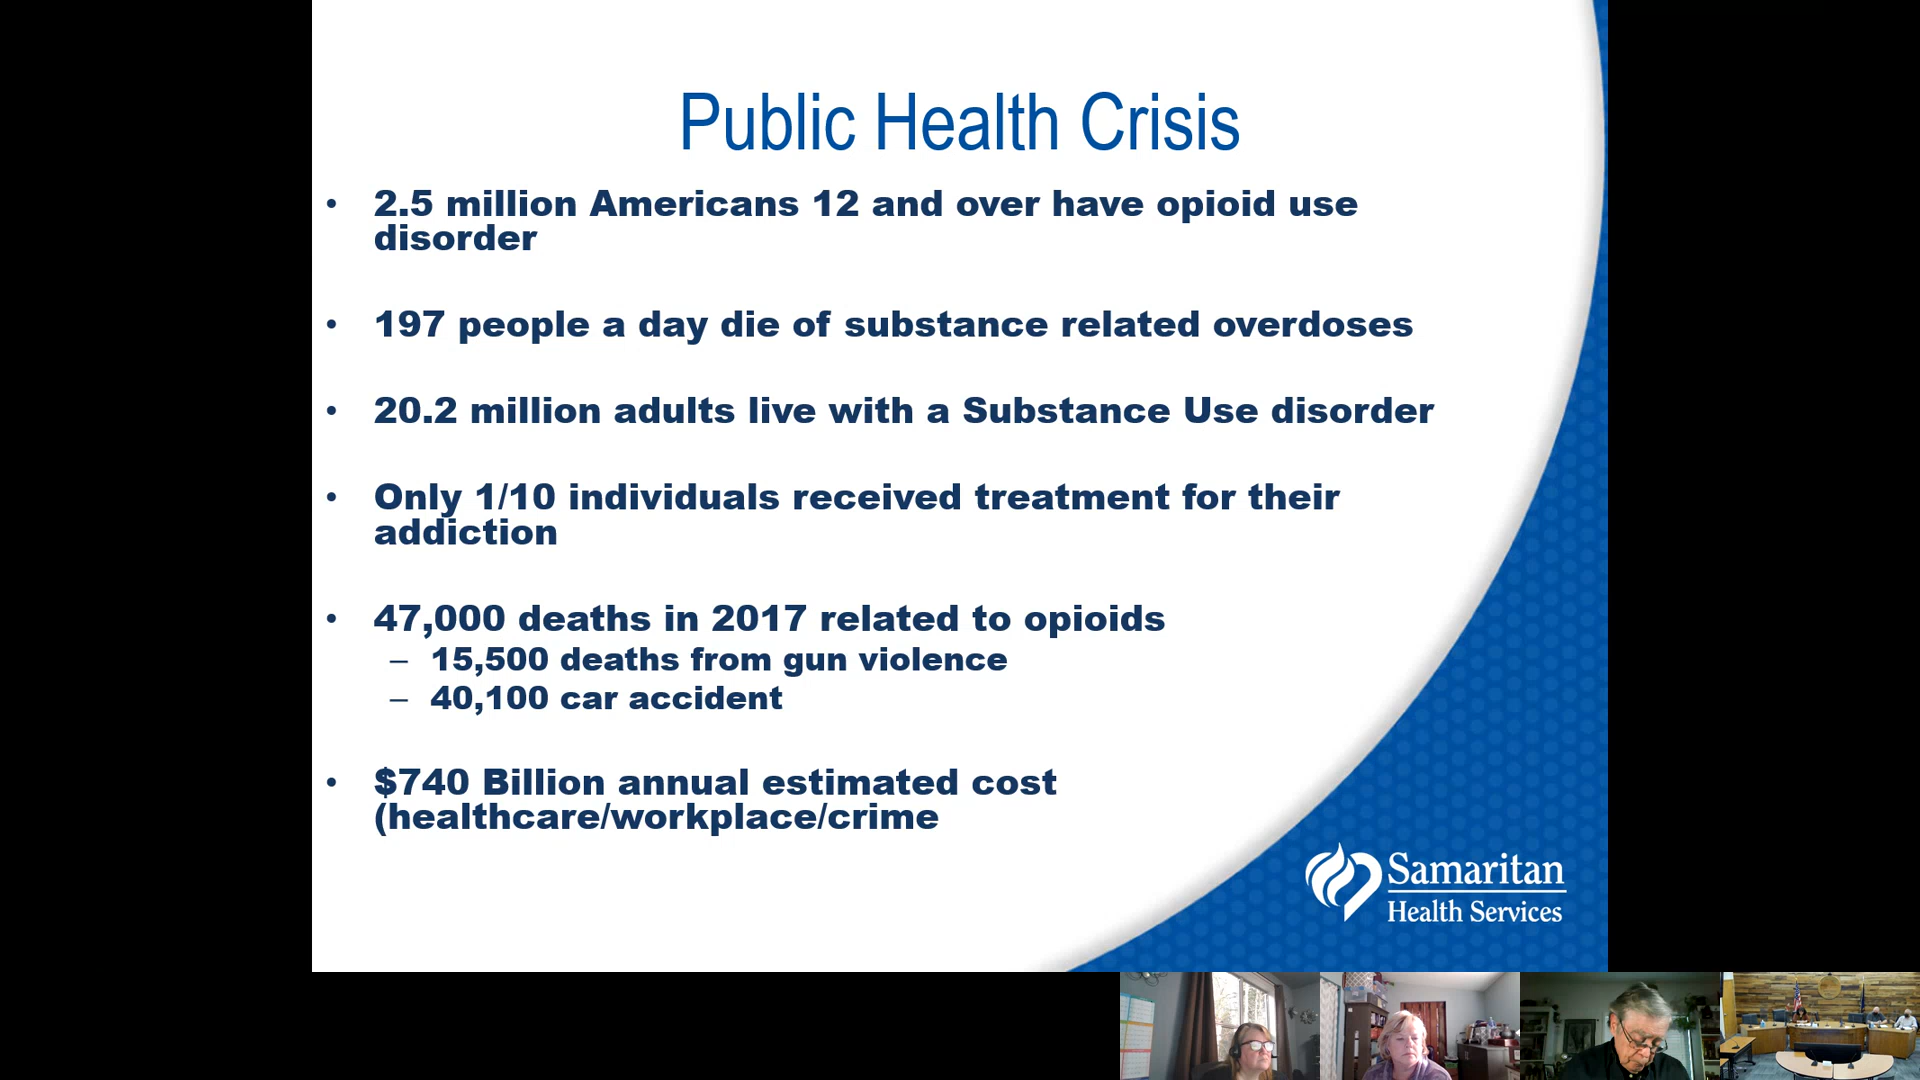 Public Health Crisis
• 2.5 million Americans 12 and over have opioid use
disorder
• 197 people a day die of substance related overdoses
• 20.2 million adults live with a Substance Use disorder
• Only 1/10 individuals received treatment for their
addiction
• 47,000 deaths in 2017 related to opioids
– 15,500 deaths from gun violence
– 40,100 car accident
• $740 Billion annual estimated cost
(healthcare/workplace/crime
Samaritan
Health Services